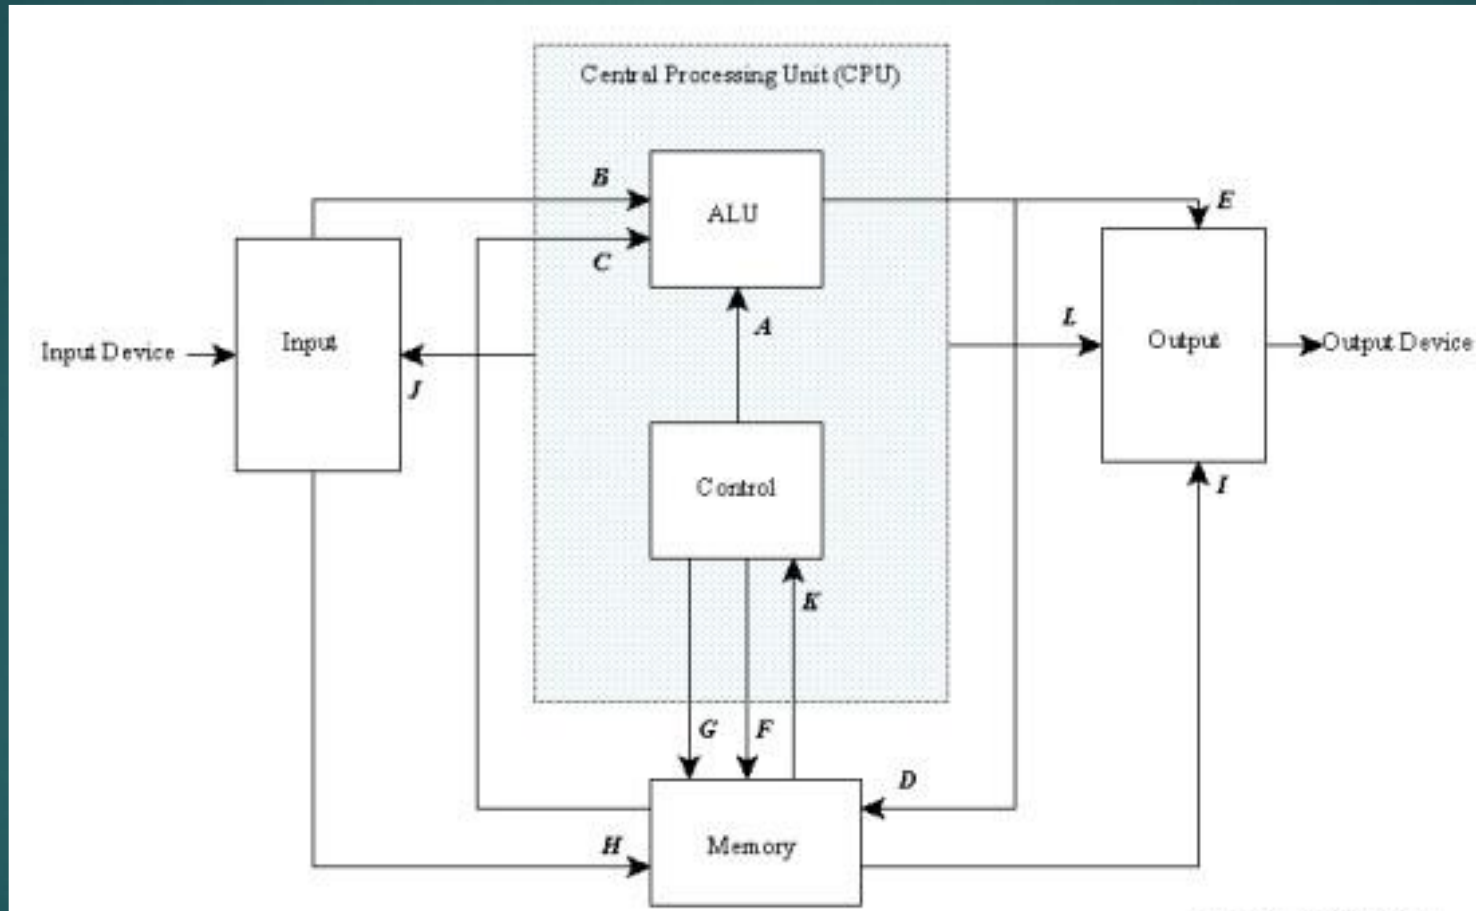 Central Processing Unit (CPU)
B
ALU
E
C
A
L
Input Device
Input
Output
Output Device
J
Control
I
K
G
F
D
H
Memory